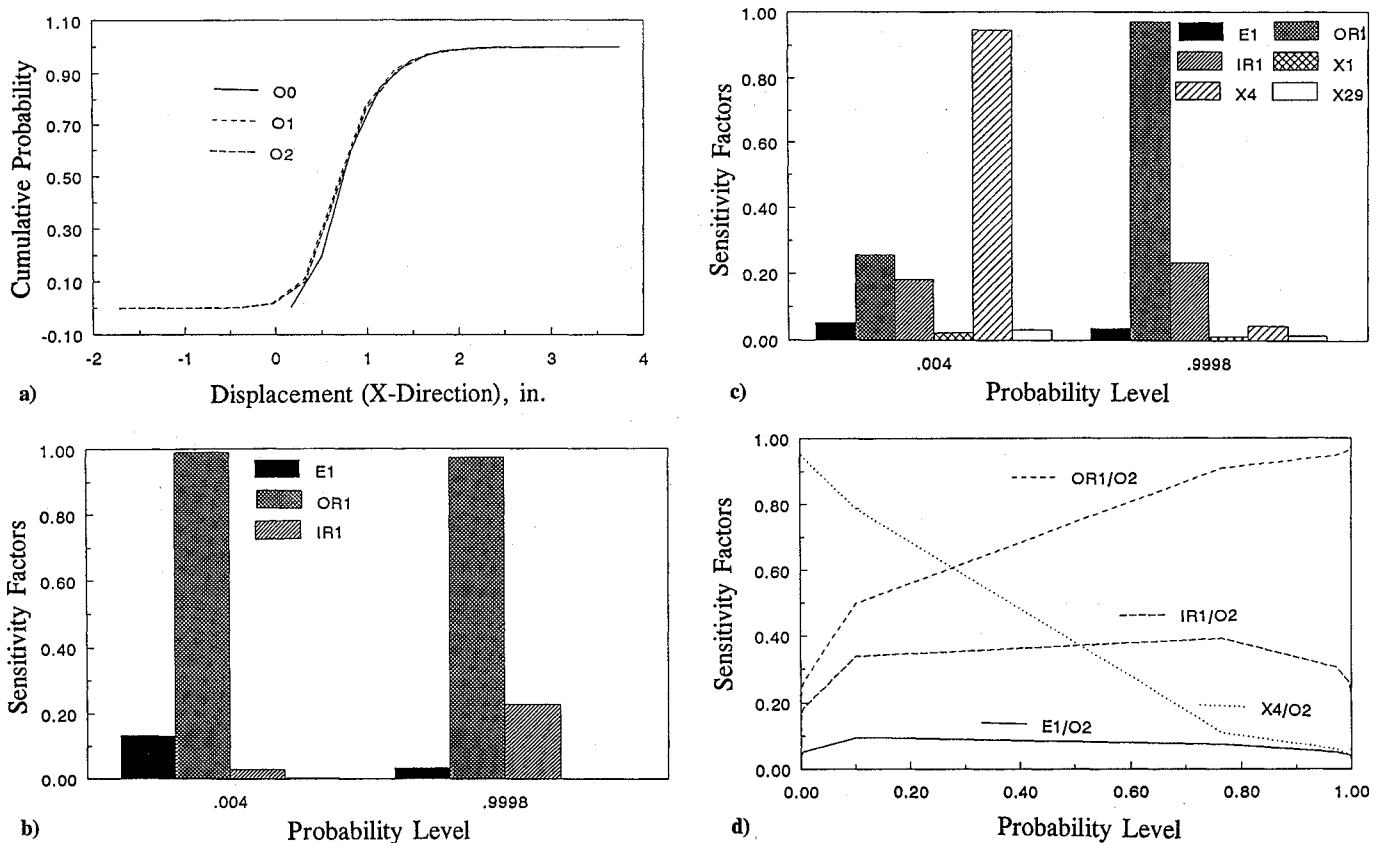 1.10
0.90
0.70
0.50
0.30
0.10
-0.10
Cumulative Probability
O0
O1
O2
-2
-1
0
1
2
3
4
a)
Displacement (X-Direction), in.
1.00
0.80
0.60
0.40
0.20
0.00
Sensitivity Factors
E1
OR1
IR1
X1
X4
X29
.004
.9998
c)
Probability Level
1.00
0.80
0.60
0.40
0.20
0.00
Sensitivity Factors
E1
OR1
IR1
.004
.9998
b)
Probability Level
1.00
0.80
0.60
0.40
0.20
0.00
Sensitivity Factors
OR1/O2
IR1/O2
X4/O2
E1/O2
0.00
0.20
0.40
0.60
0.80
1.00
d)
Probability Level